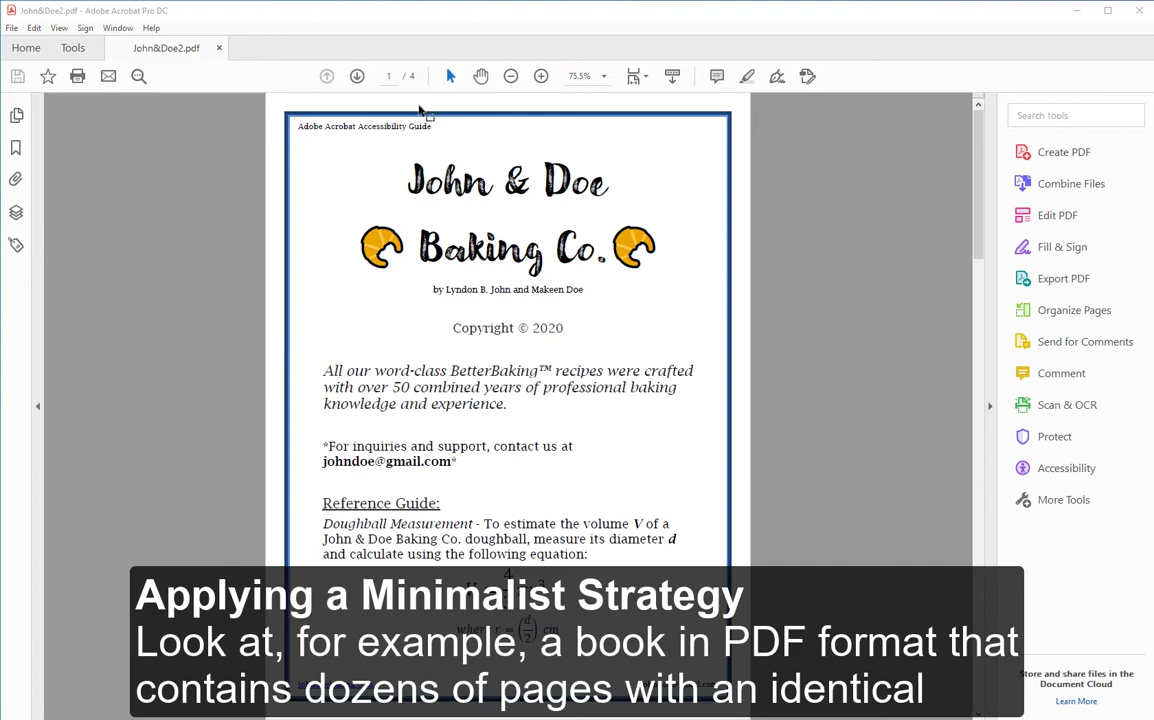 John&Doe2.pdf - Adobe Acrobat Pro DC
File Edit View Sign Window Help
Home Tools John&Doe2.pdf ×
1 / 4 75.5%
Search tools
Create PDF
Combine Files
Edit PDF
Fill & Sign
Export PDF
Organize Pages
Send for Comments
Comment
Scan & OCR
Protect
Accessibility
More Tools
Store and share files in the
Document Cloud
Learn More
Adobe Acrobat Accessibility Guide
John & Doe
Baking Co.
by Lyndon B. John and Makeen Doe
Copyright © 2020
All our word-class BetterBaking™ recipes were crafted
with over 50 combined years of professional baking
knowledge and experience.
*For inquiries and support, contact us at
johndoe@gmail.com*
Reference Guide:
Doughball Measurement - To estimate the volume V of a
John & Doe Baking Co. doughball, measure its diameter d
and calculate using the following equation:
Applying a Minimalist Strategy
Look at, for example, a book in PDF format that
contains dozens of pages with an identical